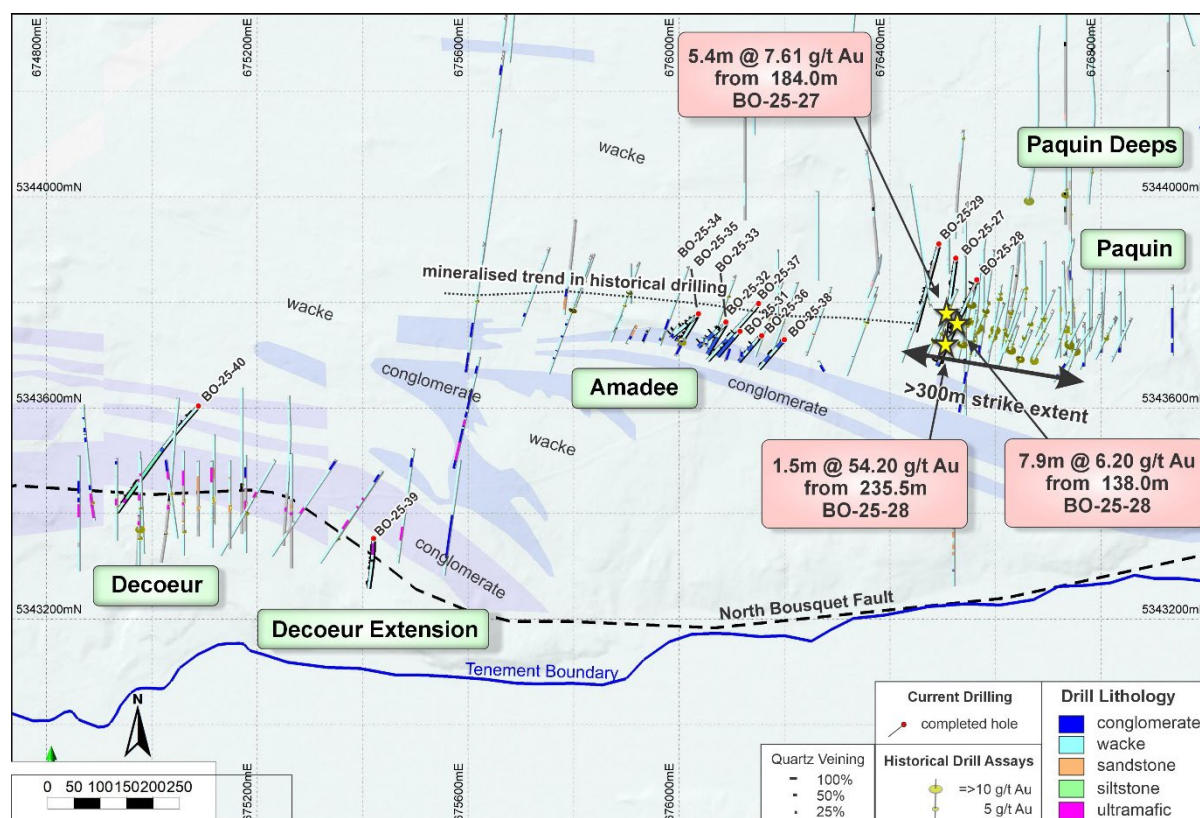 674800mE
675200mE
675600mE
676000mE
676400mE
676800mE
5.4m @ 7.61 g/t Au
from 184.0m
BO-25-27
wacke
Paquin Deeps
5344000mN
5344000mN
BO-25-29
BO-25-27
BO-25-28
Paquin
BO-25-34
BO-25-35
BO-25-33
BO-25-37
BO-25-32
BO-25-36
BO-25-31
BO-25-38
mineralised trend in historical drilling
wacke
BO-25-40
conglomerate
Amadee
conglomerate
>300m strike extent
5343600mN
5343600mN
wacke
1.5m @ 54.20 g/t Au
from 235.5m
BO-25-28
7.9m @ 6.20 g/t Au
from 138.0m
BO-25-28
BO-25-39
conglomerate
Decoeur
Decoeur Extension
North Bousquet Fault
5343200mN
5343200mN
Tenement Boundary
N
0 50 100150200250
675200mE
675600mE
Current Drilling
completed hole
Quartz Veining
100%
50%
25%
Historical Drill Assays
=>10 g/t Au
5 g/t Au
Drill Lithology
conglomerate
wacke
sandstone
siltstone
ultramafic